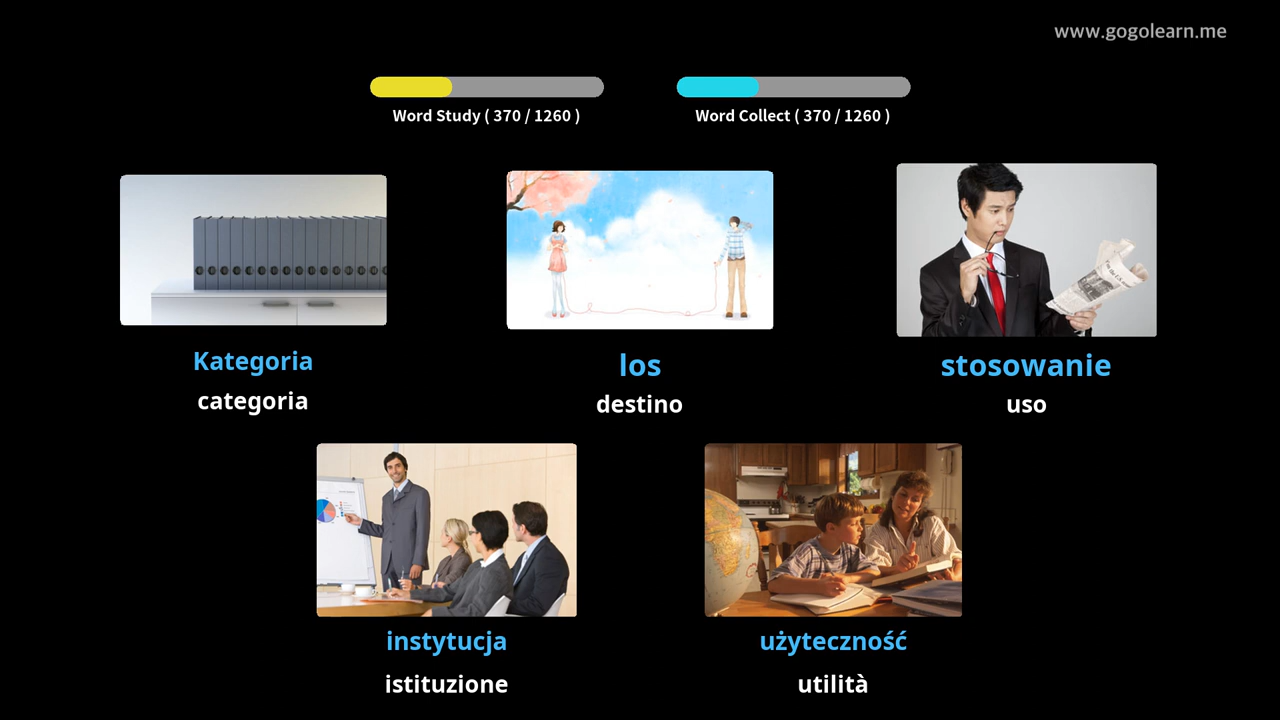 www.gogolearn.me
Word Study ( 370 / 1260 )
Word Collect ( 370 / 1260 )
Kategoria
categoria
los
destino
stosowanie
uso
instytucja
istituzione
użyteczność
utilità